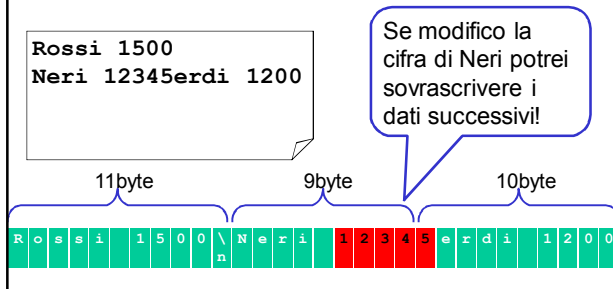 Rossi 1500
Neri 12345erdi 1200
Se modifico la
cifra di Neri potrei
sovrascrivere i
dati successivi!
11byte 9byte 10byte
R o s s i 1 5 0 0 \n N e r i 1 2 3 4 5 e r d i 1 2 0 0